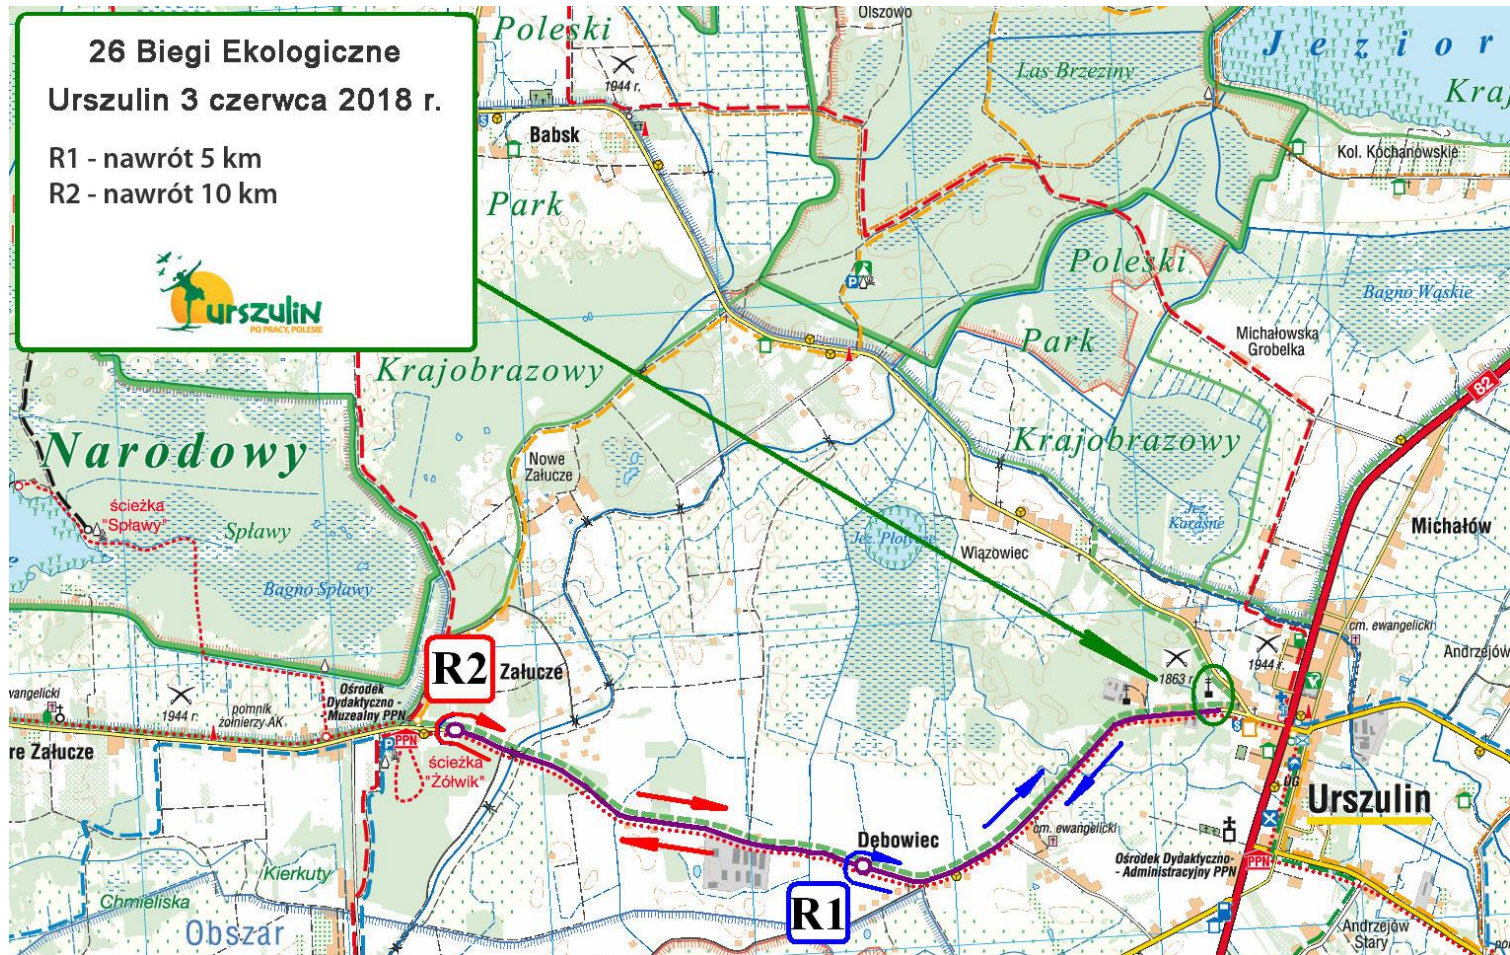 26 Biegi Ekologiczne
Urszulin 3 czerwca 2018 r.
R1 - nawrót 5 km
R2 - nawrót 10 km
urszulin
PO PRACY, POLESIE
Poleski
Park
Krajobrazowy
1944 r.
Babsk
Olszowo
Las Brzeziny
Jezior
Kraj
Kol. Kochanowskie
Poleski
Park
Krajobrazowy
Bagno Wąskie
Michałowska
Grobelka
82
Narodowy
ścieżka
"Spławy"
Spławy
Bagno Spławy
Nowe
Załucze
Jez. Płotycze
Wiązowiec
Jez.
Karaśne
Michałów
cm. ewangelicki
Andrzejów
1863 r.
1944 r.
R2
Załucze
wangelicki
1944 r.
pomnik
żołnierzy AK
Ośrodek
Dydaktyczno -
Muzealny PPN
re Załucze
P
PPN
ścieżka
"Żółwik"
Dębowiec
R1
cm. ewangelicki
UG
Urszulin
Ośrodek Dydaktyczno-
- Administracyjny PPN
PPN
Kierkuty
Chmieliska
Obszar
Andrzejów
Stary